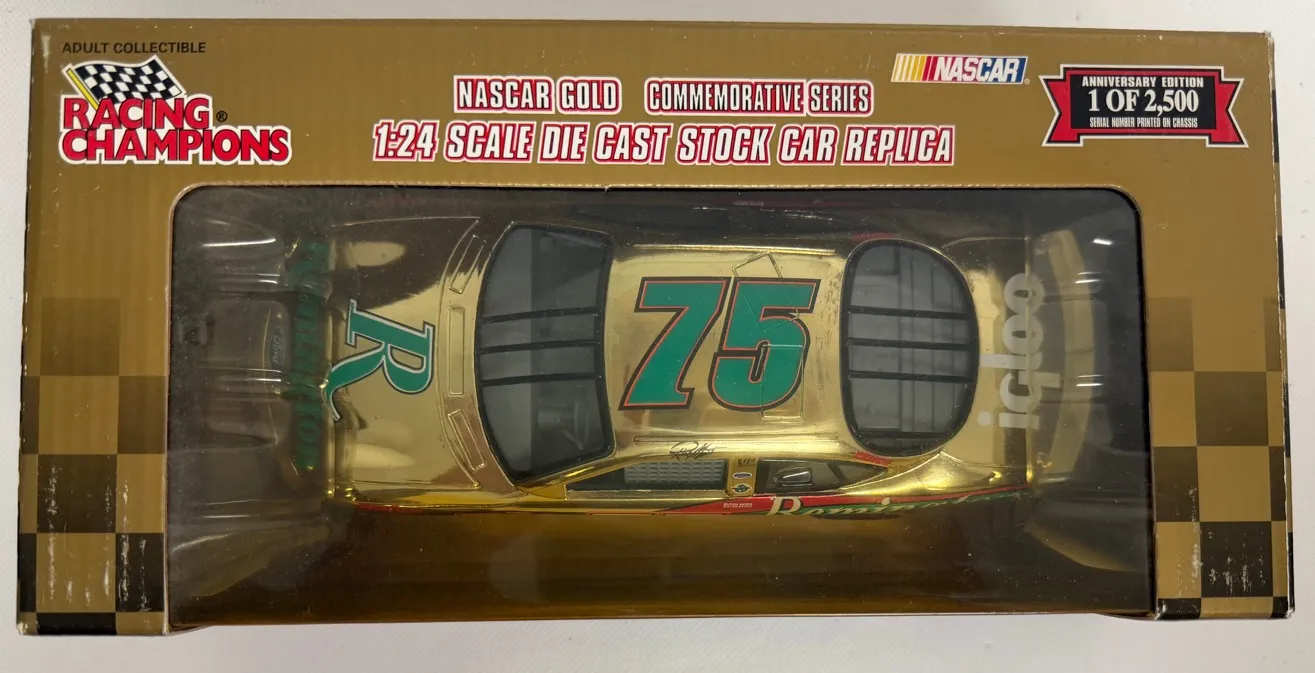 ADULT COLLECTIBLE
RACING
CHAMPIONS®
NASCAR GOLD COMMEMORATIVE SERIES
1:24 SCALE DIE CAST STOCK CAR REPLICA
NASCAR®
ANNIVERSARY EDITION
1 OF 2,500
SERIAL NUMBER PRINTED ON CHASSIS
R
75
igloo
Ford